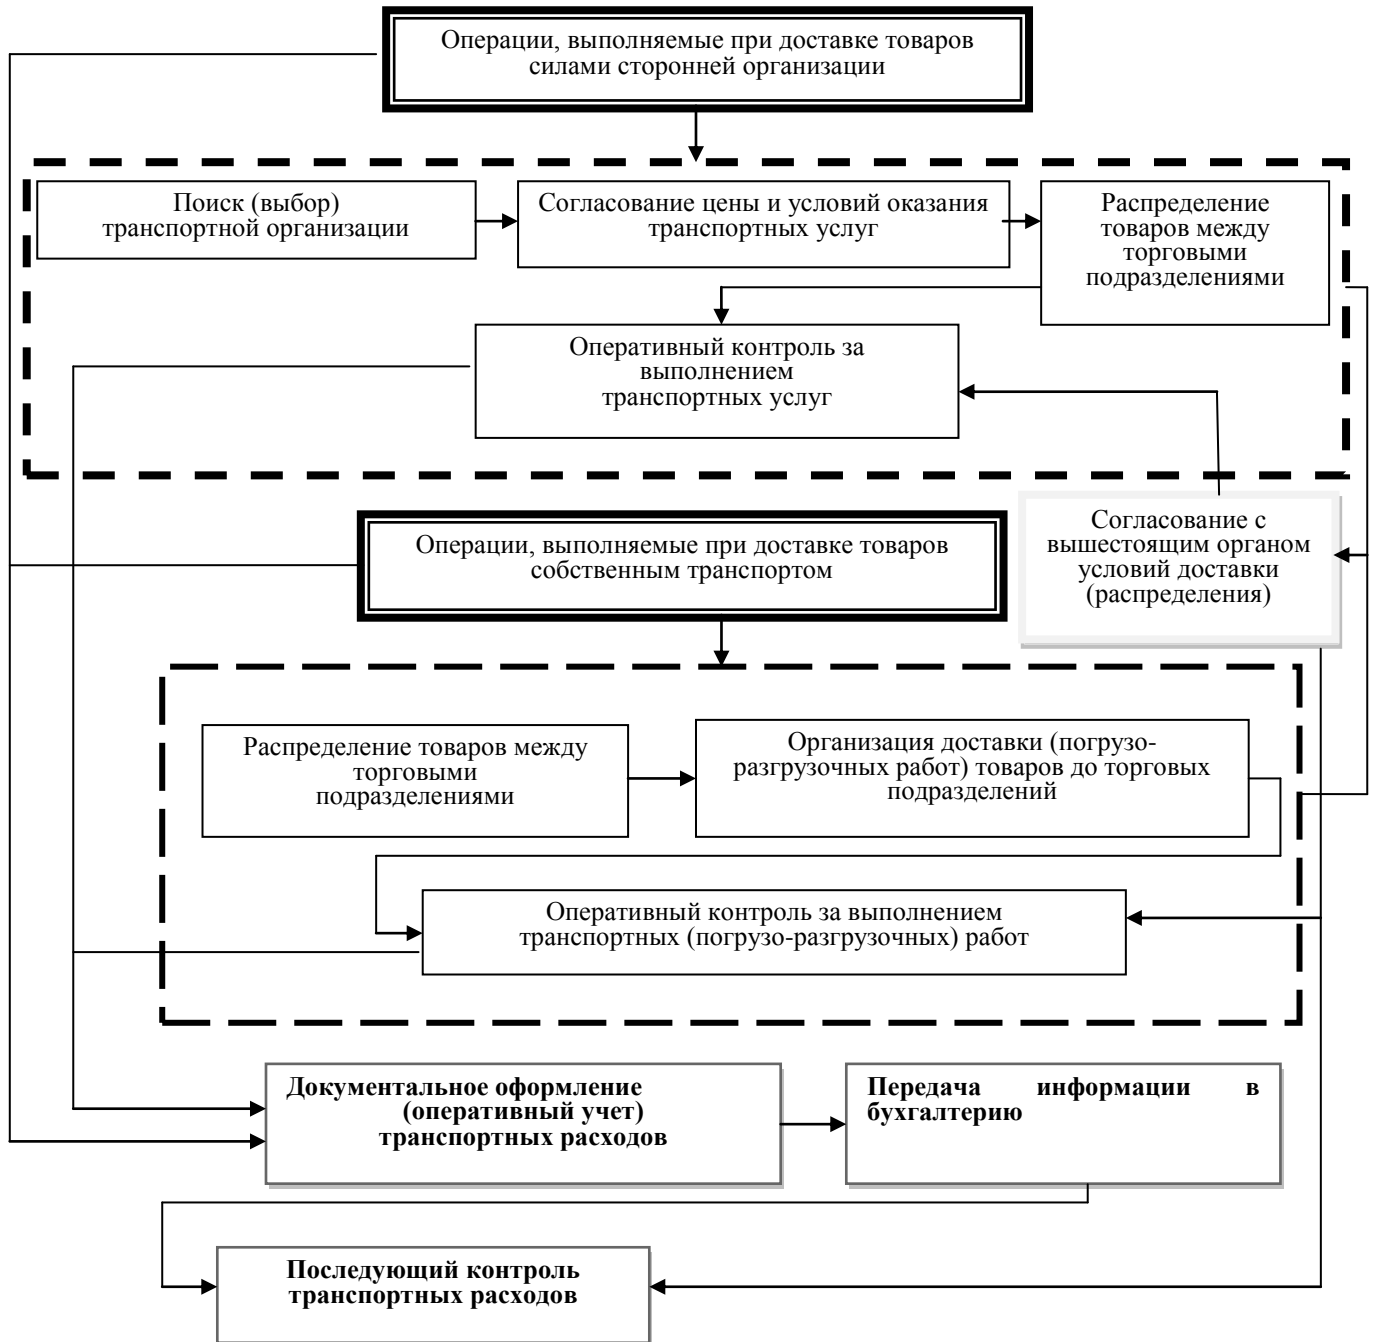 Операции, выполняемые при доставке товаров
силами сторонней организации
Поиск (выбор)
транспортной организации
Согласование цены и условий оказания
транспортных услуг
Распределение
товаров между
торговыми
подразделениями
Оперативный контроль за
выполнением
транспортных услуг
Операции, выполняемые при доставке товаров
собственным транспортом
Согласование с
вышестоящим органом
условий доставки
(распределения)
Распределение товаров между
торговыми
подразделениями
Организация доставки (погрузо-
разгрузочных работ) товаров до торговых
подразделений
Оперативный контроль за выполнением
транспортных (погрузо-разгрузочных) работ
Документальное оформление
(оперативный учет)
транспортных расходов
Передача информации в
бухгалтерию
Последующий контроль
транспортных расходов